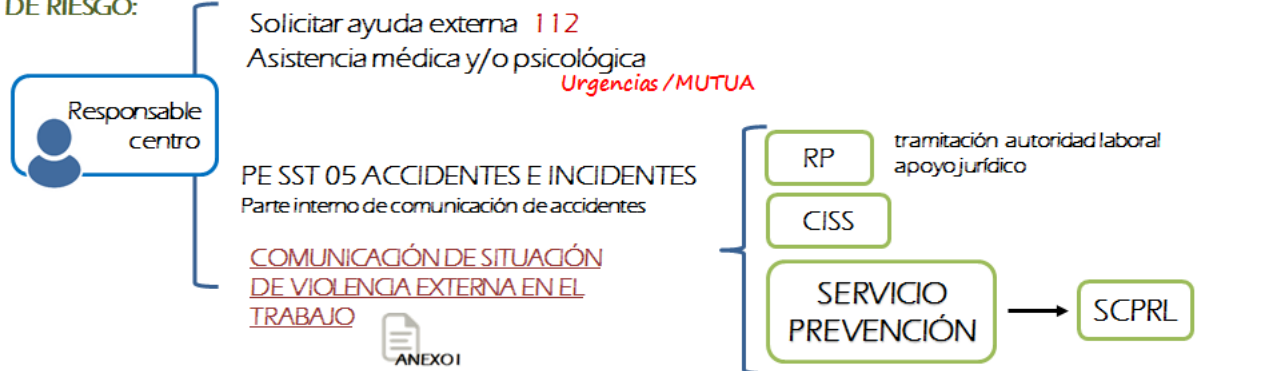 DE RIESGO:
Solicitar ayuda externa 112
Asistencia médica y/o psicológica
Urgencias / MUTUA
Responsable
centro
PE SST 05 ACCIDENTES E INCIDENTES
Parte interno de comunicación de accidentes
COMUNICACIÓN DE SITUACIÓN
DE VIOLENCIA EXTERNA EN EL
TRABAJO
ANEXO I
RP
tramitación autoridad laboral
apoyo jurídico
CISS
SERVICIO
PREVENCIÓN
SCPRL